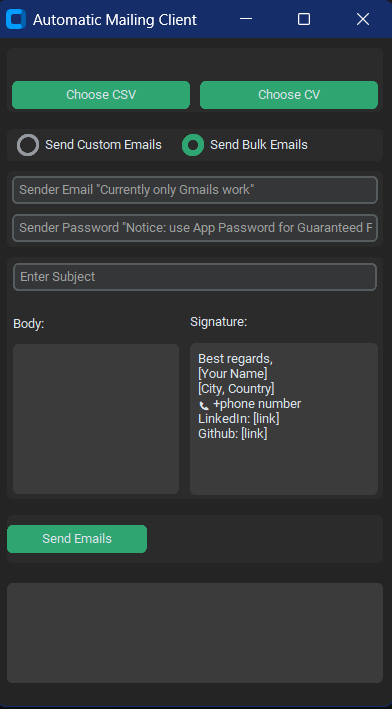 Automatic Mailing Client
Choose CSV
Choose CV
Send Custom Emails
Send Bulk Emails
Sender Email "Currently only Gmails work"
Sender Password "Notice: use App Password for Guaranteed F
Enter Subject
Body:
Signature:
Best regards,
[Your Name]
[City, Country]
📞 +phone number
LinkedIn: [link]
Github: [link]
Send Emails